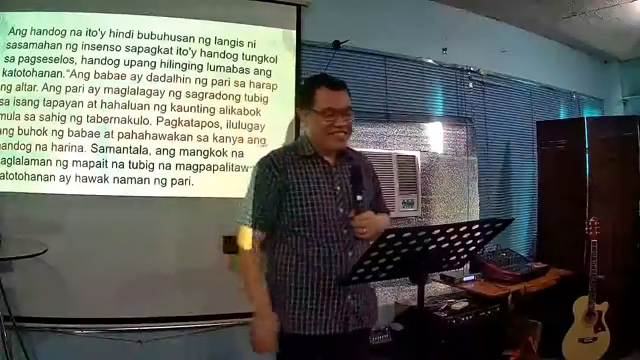 Ang handog na ito'y hindi bubuhusan ng langis ni
sasamahan ng insenso sapagkat ito'y handog tungkol
sa pagseselos, handog upang hilinging lumabas ang
katotohanan. "Ang babae ay dadalhin ng pari sa harap
ng altar. Ang pari ay maglalagay ng sagradong tubig
sa isang tapayan at hahaluan ng kaunting alikabok
mula sa sahig ng tabernakulo. Pagkatapos, ilulugay
ang buhok ng babae at pahahawakan sa kanya ang
handog na harina. Samantala, ang mangkok na
naglalaman ng mapait na tubig na magpapalitaw
katotohanan ay hawak naman ng pari.